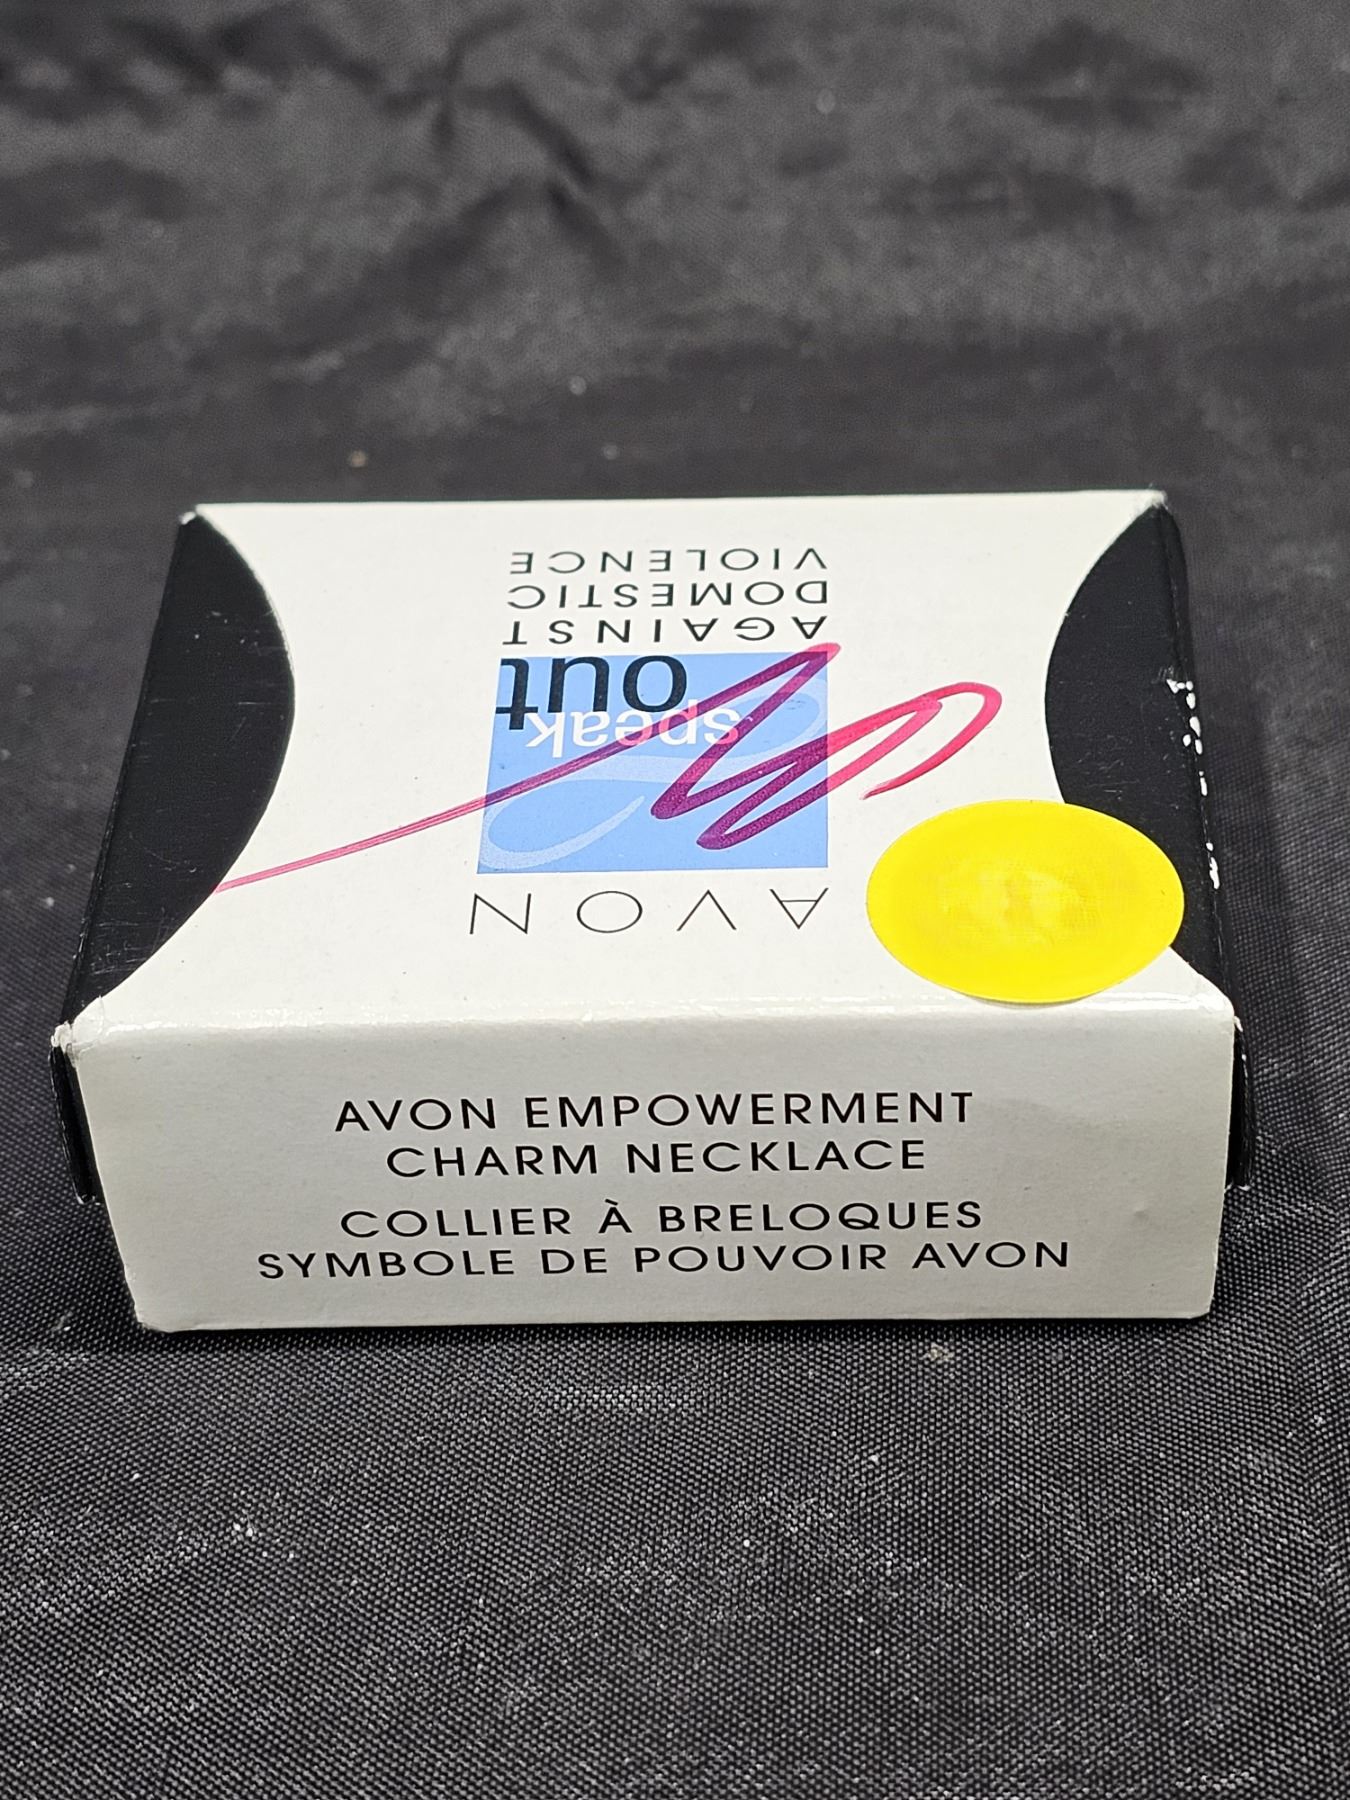 AVON
speak
out
AGAINST
DOMESTIC
VIOLENCE
AVON EMPOWERMENT
CHARM NECKLACE
COLLIER À BRELOQUES
SYMBOLE DE POUVOIR AVON